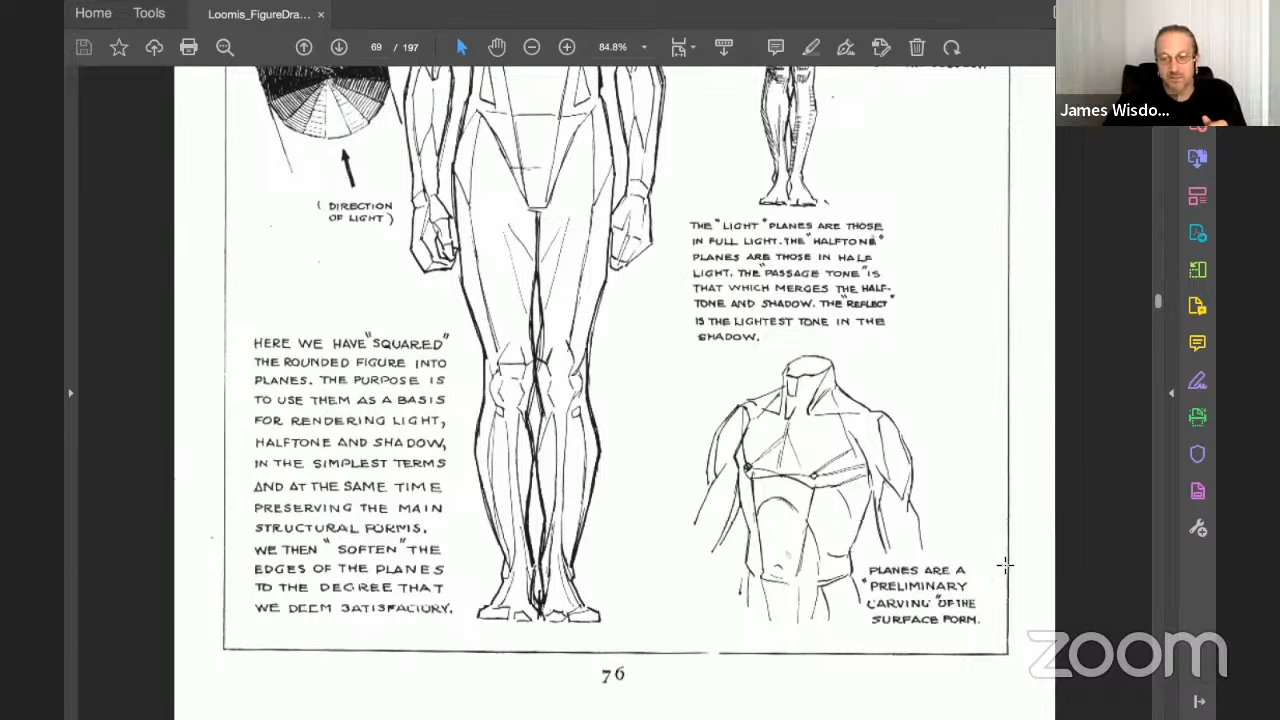 Home
Tools
Loomis_FigureDra...
×
69 / 197
84.8%
James Wisdo...
( DIRECTION
OF LIGHT )
THE "LIGHT" PLANES ARE THOSE
IN FULL LIGHT. THE "HALFTONE"
PLANES ARE THOSE IN HALF
LIGHT. THE "PASSAGE TONE" IS
THAT WHICH MERGES THE HALF-
TONE AND SHADOW. THE "REFLECT"
IS THE LIGHTEST TONE IN THE
SHADOW.
HERE WE HAVE "SQUARED"
THE ROUNDED FIGURE INTO
PLANES. THE PURPOSE IS
TO USE THEM AS A BASIS
FOR RENDERING LIGHT,
HALFTONE AND SHADOW,
IN THE SIMPLEST TERMS
AND AT THE SAME TIME
PRESERVING THE MAIN
STRUCTURAL FORMS.
WE THEN "SOFTEN" THE
EDGES OF THE PLANES
TO THE DEGREE THAT
WE DEEM SATISFACTORY.
PLANES ARE A
"PRELIMINARY
CARVING" OF THE
SURFACE FORM.
76
zoom